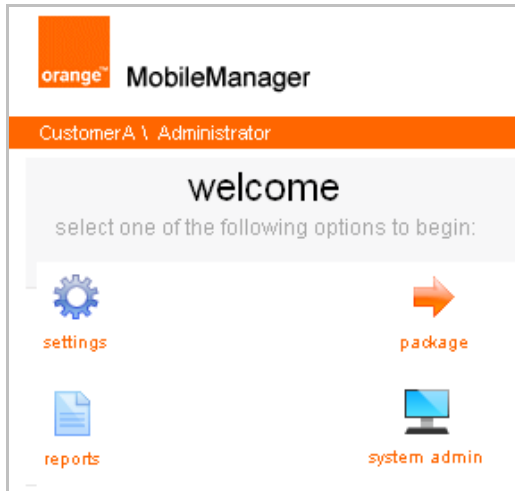 orange™
MobileManager
CustomerA \ Administrator
welcome
select one of the following options to begin:
settings
package
reports
system admin